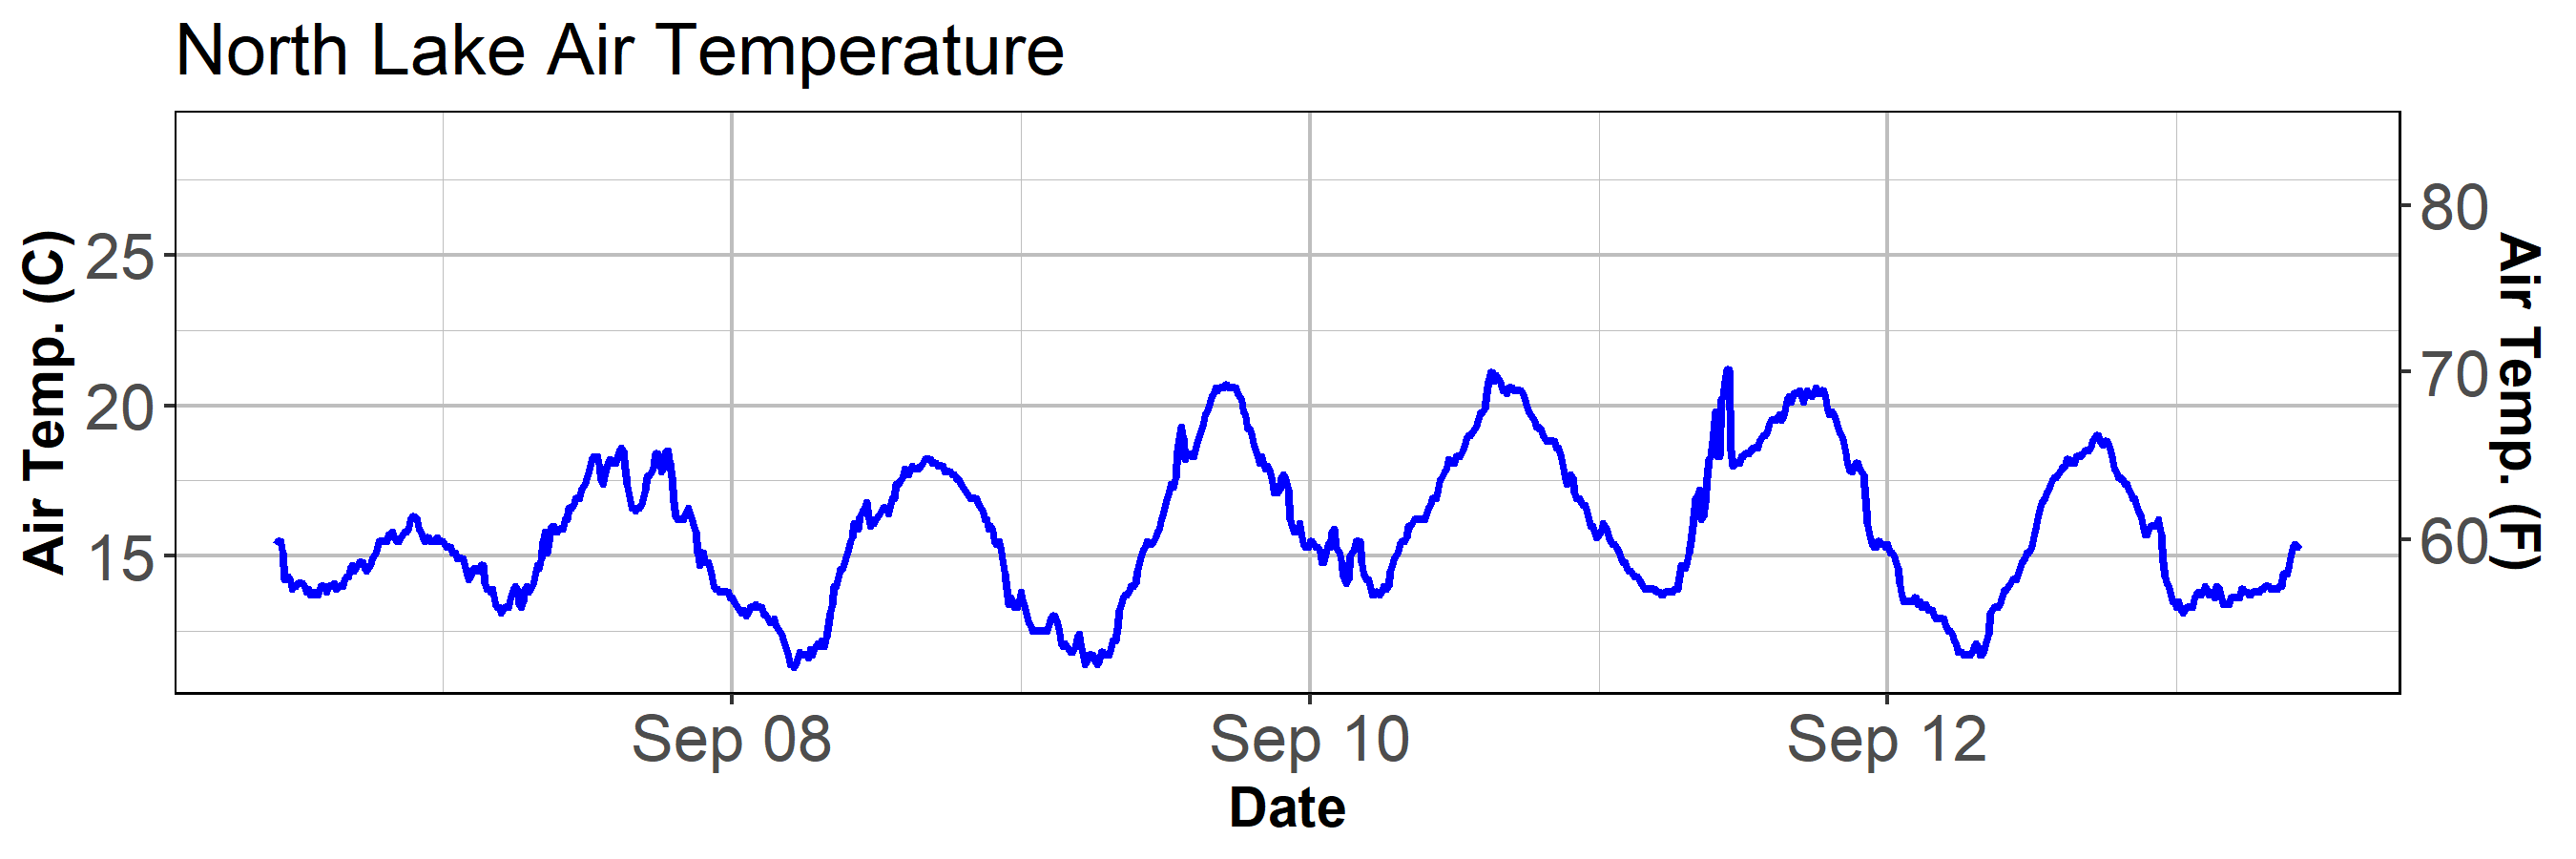 North Lake Air Temperature
Air Temp. (C)
25
20
15
80
70
60
Air Temp. (F)
Sep 08
Sep 10
Sep 12
Date